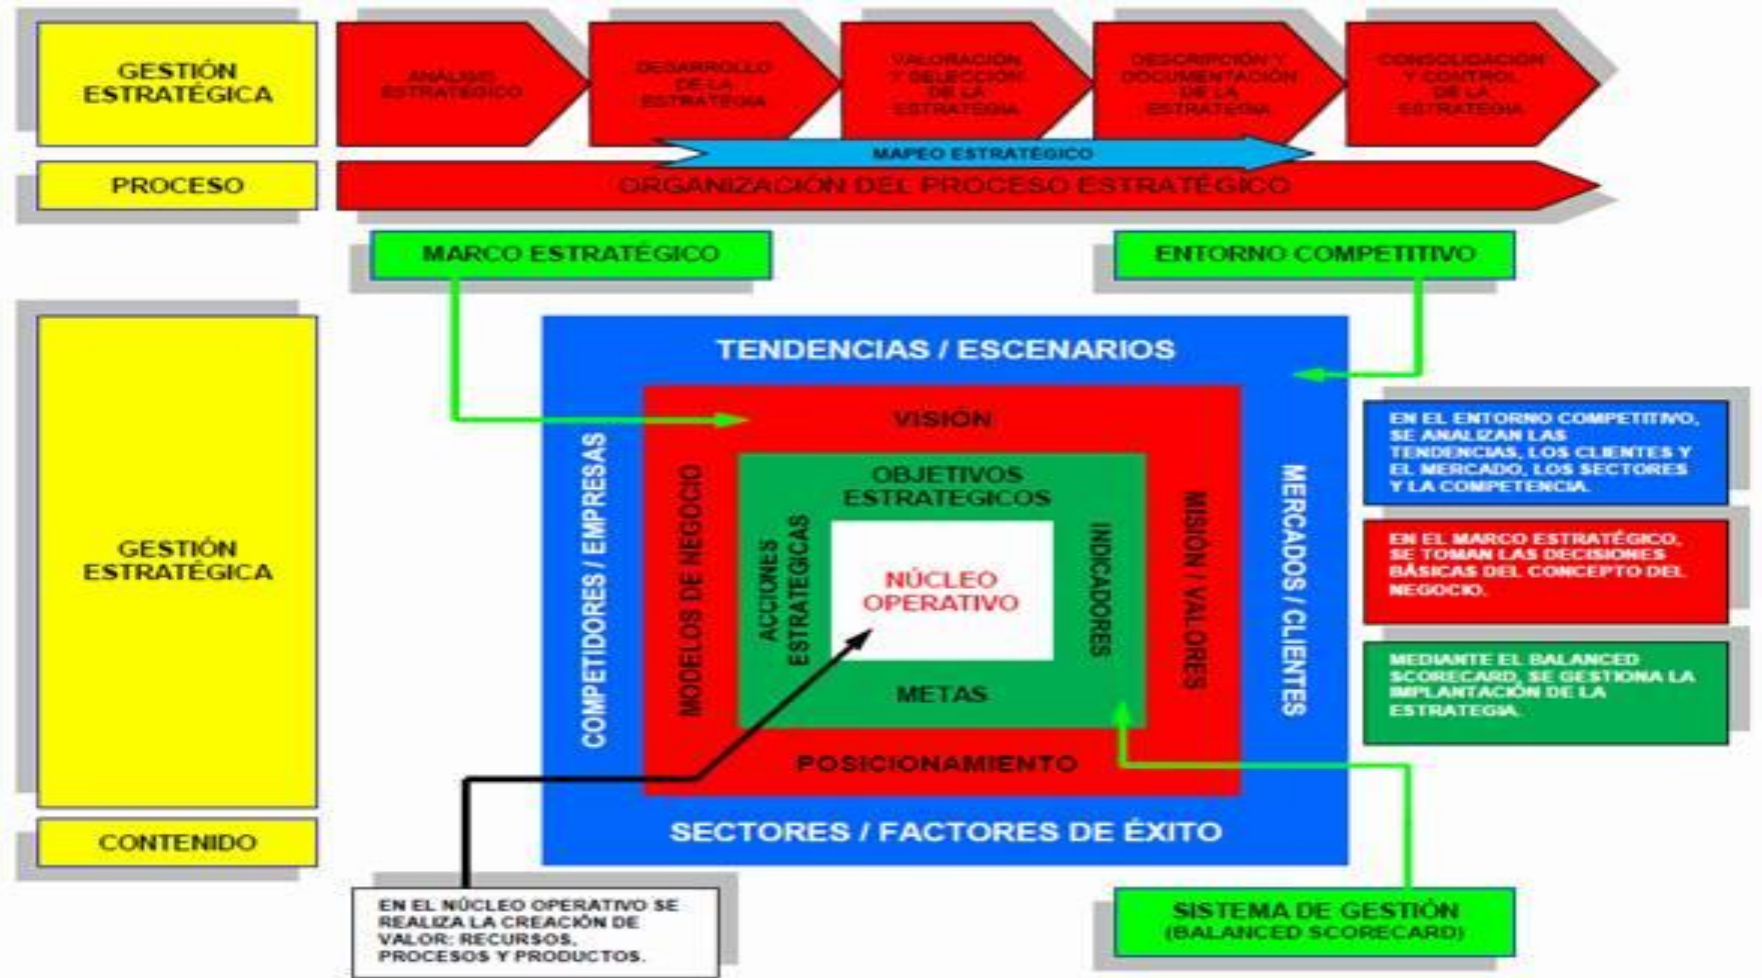 GESTIÓN
ESTRATÉGICA
ANÁLISIS
ESTRATÉGICO
DESARROLLO
DE LA
ESTRATEGIA
VALORACIÓN
Y SELECCIÓN
DE LA
ESTRATEGIA
DESCRIPCIÓN Y
DOCUMENTACIÓN
DE LA
ESTRATEGIA
CONSOLIDACIÓN
Y CONTROL
DE LA
ESTRATEGIA
MAPEO ESTRATÉGICO
PROCESO
ORGANIZACIÓN DEL PROCESO ESTRATÉGICO
MARCO ESTRATÉGICO
ENTORNO COMPETITIVO
GESTIÓN
ESTRATÉGICA
CONTENIDO
TENDENCIAS / ESCENARIOS
COMPETIDORES / EMPRESAS
MERCADOS / CLIENTES
SECTORES / FACTORES DE ÉXITO
VISIÓN
MODELOS DE NEGOCIO
MISIÓN / VALORES
POSICIONAMIENTO
OBJETIVOS
ESTRATEGICOS
ACCIONES
ESTRATEGICAS
INDICADORES
METAS
NÚCLEO
OPERATIVO
EN EL ENTORNO COMPETITIVO,
SE ANALIZAN LAS
TENDENCIAS, LOS CLIENTES Y
EL MERCADO, LOS SECTORES
Y LA COMPETENCIA.
EN EL MARCO ESTRATÉGICO,
SE TOMAN LAS DECISIONES
BÁSICAS DEL CONCEPTO DEL
NEGOCIO.
MEDIANTE EL BALANCED
SCORECARD, SE GESTIONA LA
IMPLANTACIÓN DE LA
ESTRATEGIA.
EN EL NÚCLEO OPERATIVO SE
REALIZA LA CREACIÓN DE
VALOR: RECURSOS,
PROCESOS Y PRODUCTOS.
SISTEMA DE GESTIÓN
(BALANCED SCORECARD)